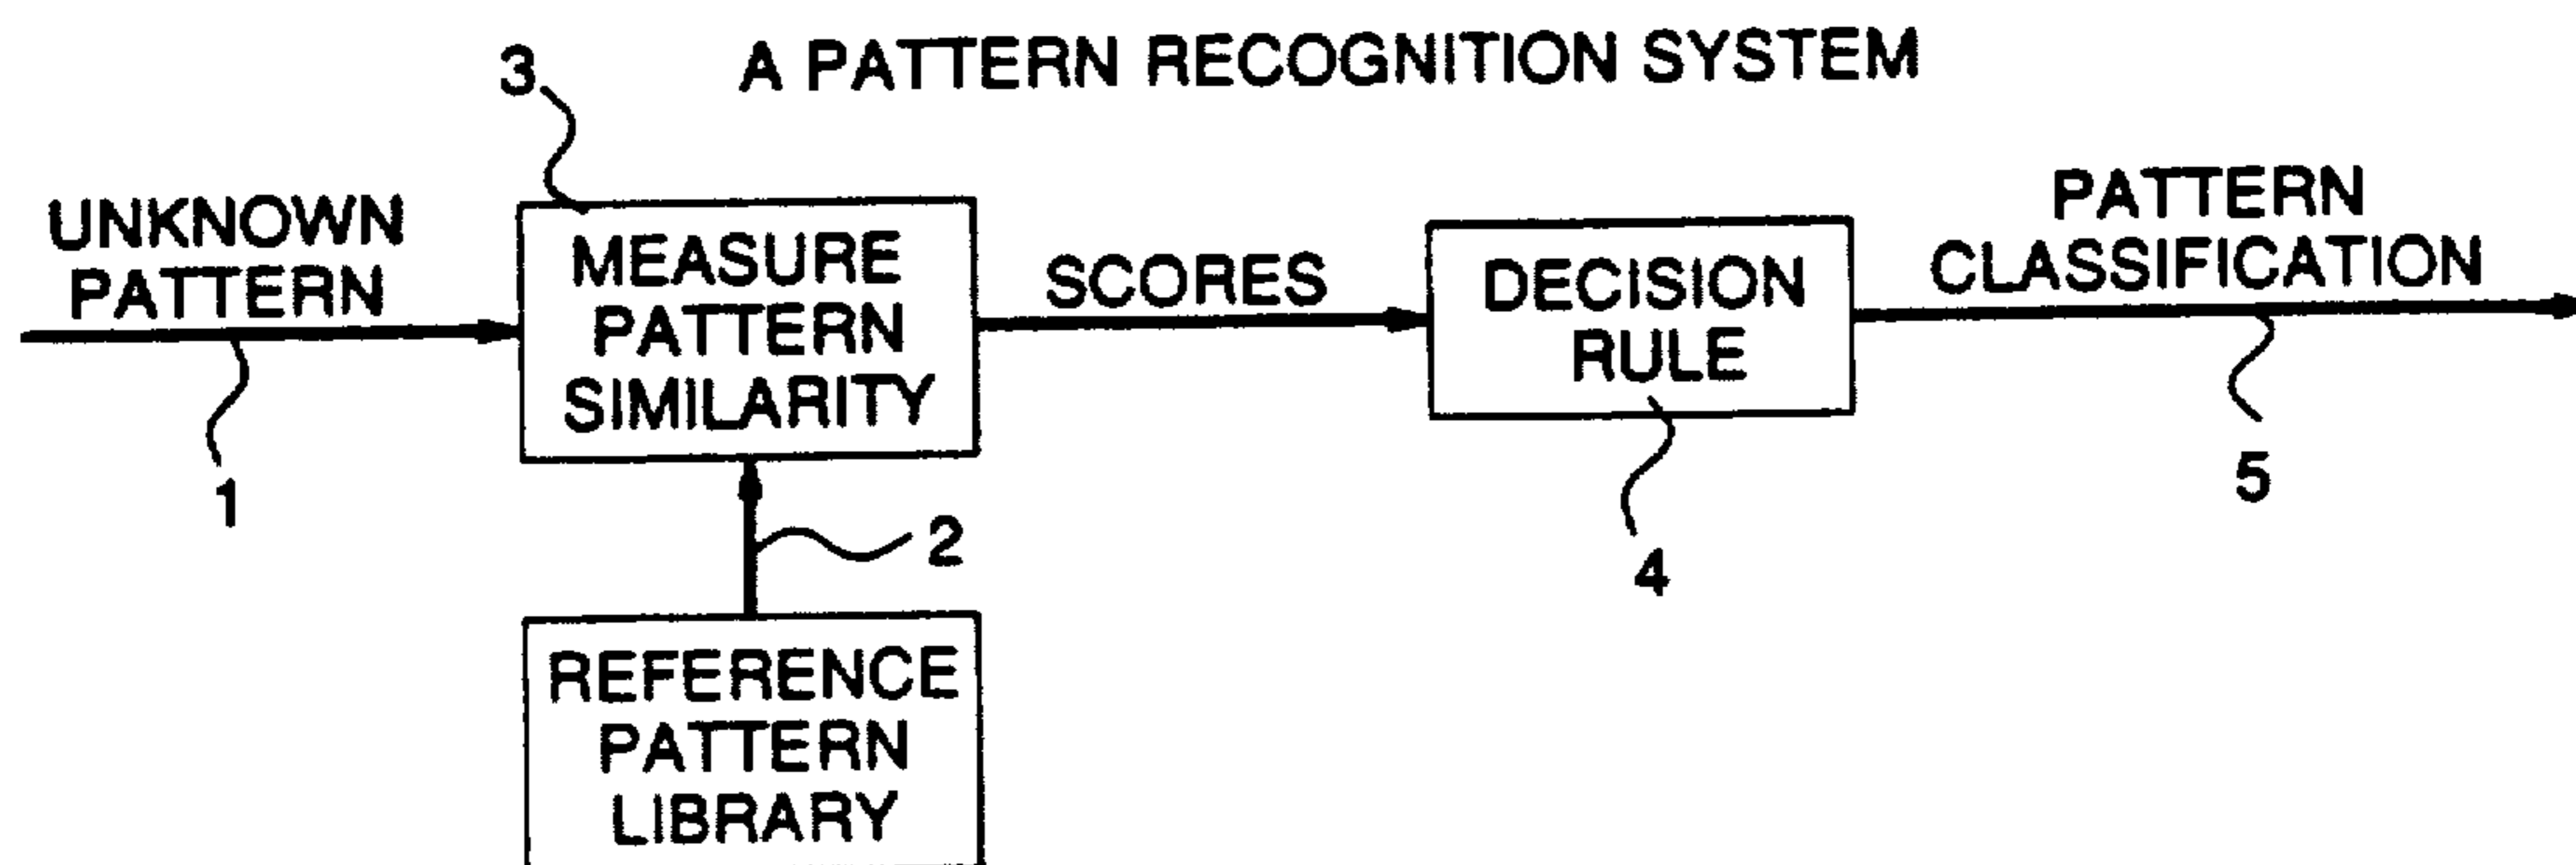 A PATTERN RECOGNITION SYSTEM
3
UNKNOWN
PATTERN
1
MEASURE
PATTERN
SIMILARITY
SCORES
DECISION
RULE
4
PATTERN
CLASSIFICATION
5
2
REFERENCE
PATTERN
LIBRARY